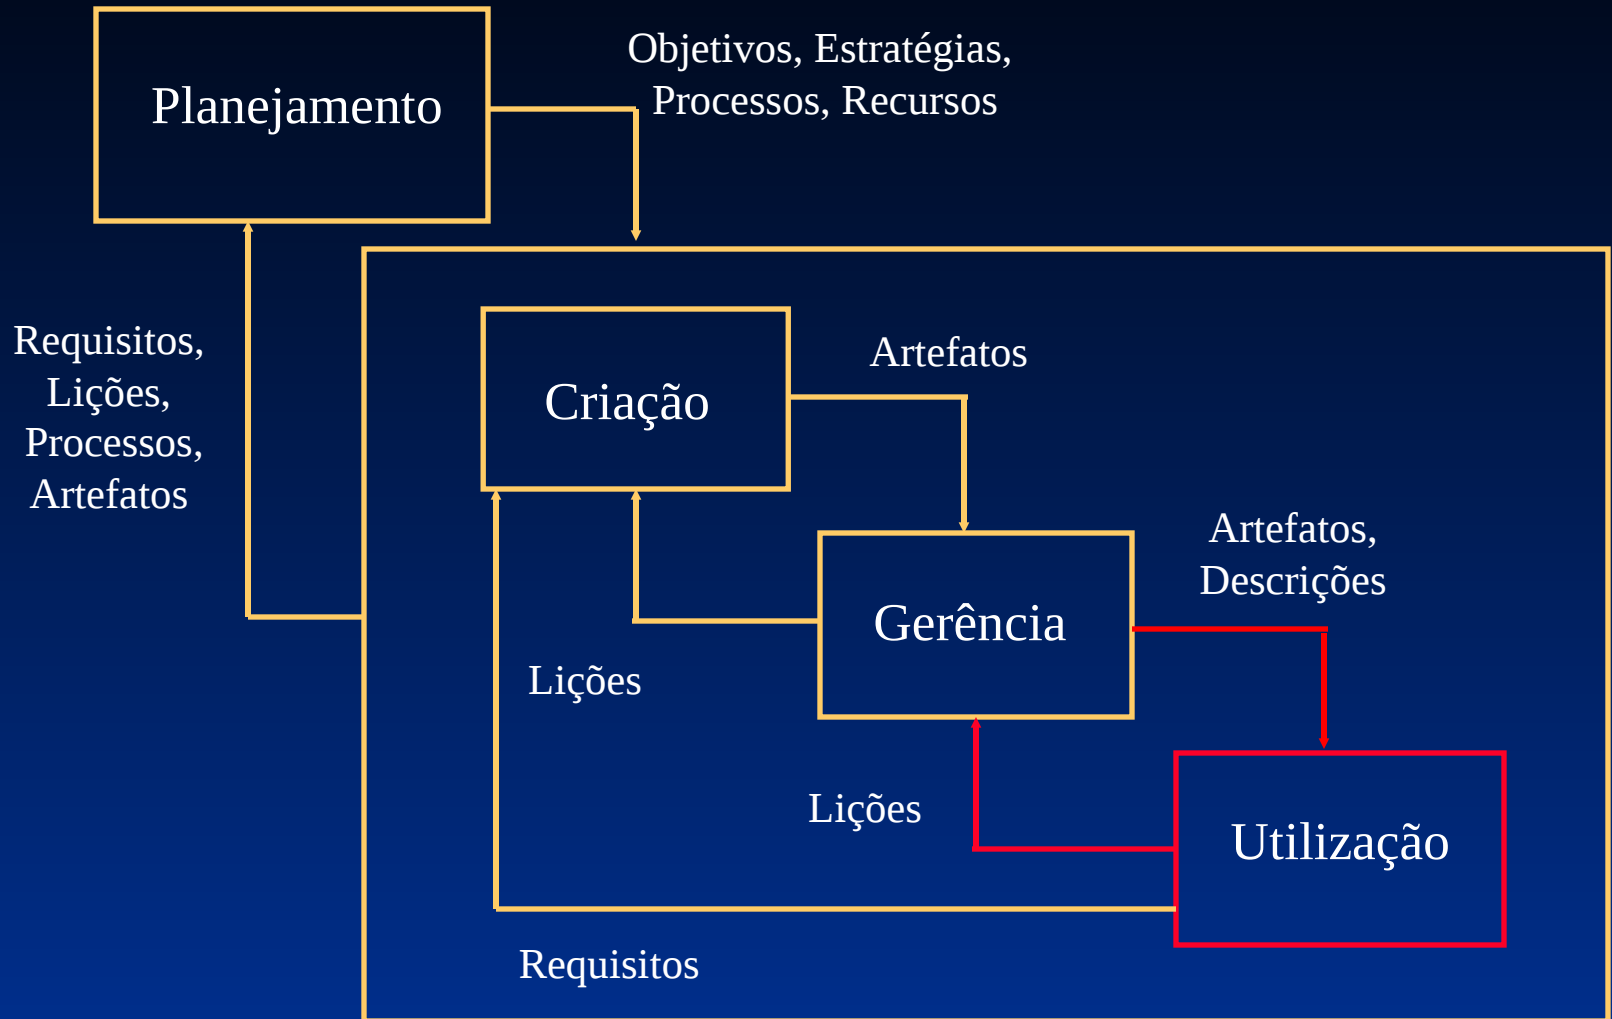 Planejamento
Objetivos, Estratégias,
Processos, Recursos
Requisitos,
Lições,
Processos,
Artefatos
Criação
Artefatos
Gerência
Artefatos,
Descrições
Lições
Lições
Utilização
Requisitos